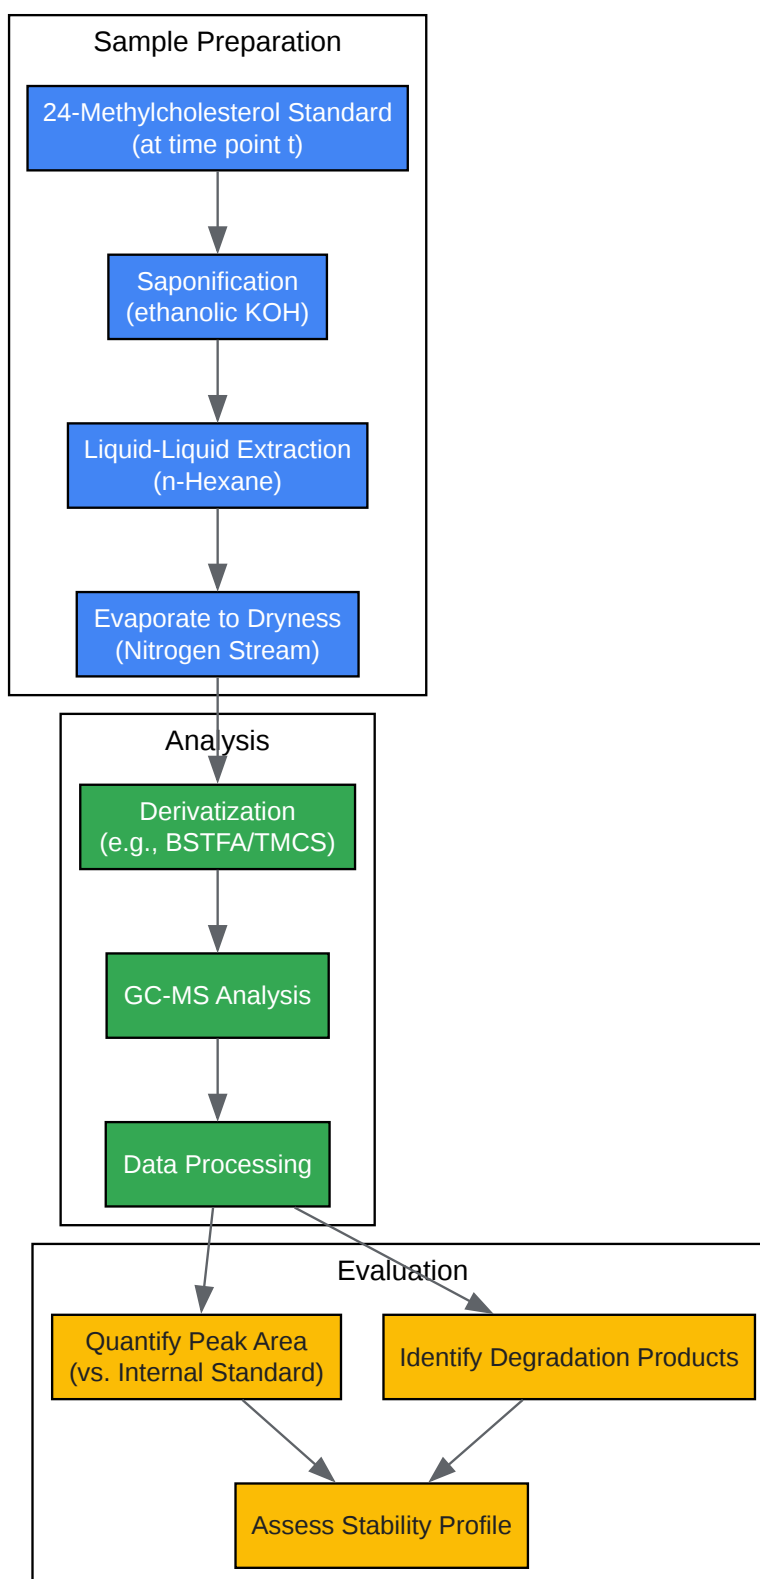 Sample Preparation
24-Methylcholesterol Standard
(at time point t)
Saponification
(ethanolic KOH)
Liquid-Liquid Extraction
(n-Hexane)
Evaporate to Dryness
(Nitrogen Stream)
Analysis
Derivatization
(e.g., BSTFA/TMCS)
GC-MS Analysis
Data Processing
Evaluation
Quantify Peak Area
(vs. Internal Standard)
Identify Degradation Products
Assess Stability Profile